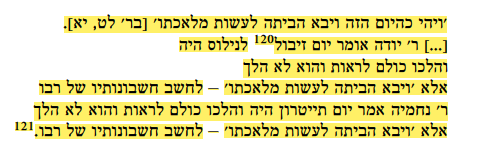 'ויהי כהיום הזה ויבא הביתה לעשות מלאכתו' [בר' לט, יא].
[...] ר' יודה אומר יום זיבול120 לנילוס היה
והלכו כולם לראות והוא לא הלך
אלא 'ויבא הביתה לעשות מלאכתו' – לחשב חשבונותיו של רבו
ר' נחמיה אמר יום תייטרון היה והלכו כולם לראות והוא לא הלך
אלא 'ויבא הביתה לעשות מלאכתו' – לחשב חשבונותיו של רבו.121